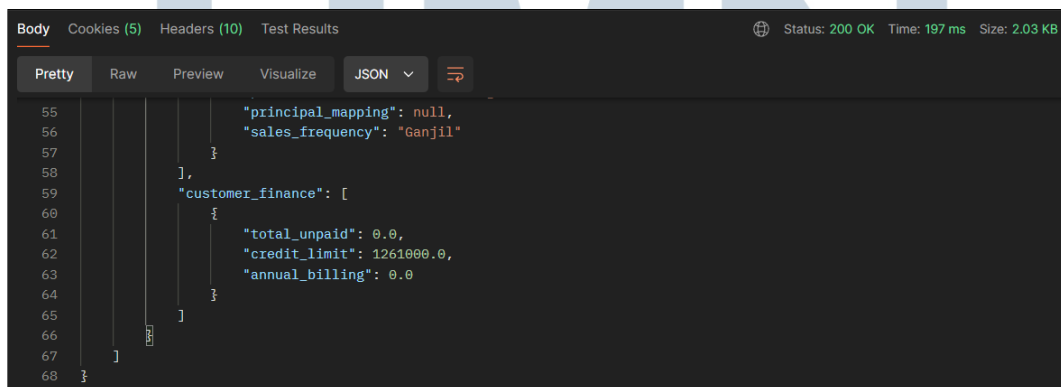 Body Cookies (5) Headers (10) Test Results Status: 200 OK Time: 197 ms Size: 2.03 KB
Pretty Raw Preview Visualize JSON
55 "principal_mapping": null,
56 "sales_frequency": "Ganjil"
57 }
58 ],
59 "customer_finance": [
60 {
61 "total_unpaid": 0.0,
62 "credit_limit": 1261000.0,
63 "annual_billing": 0.0
64 }
65 ]
66 }
67 ]
68 }